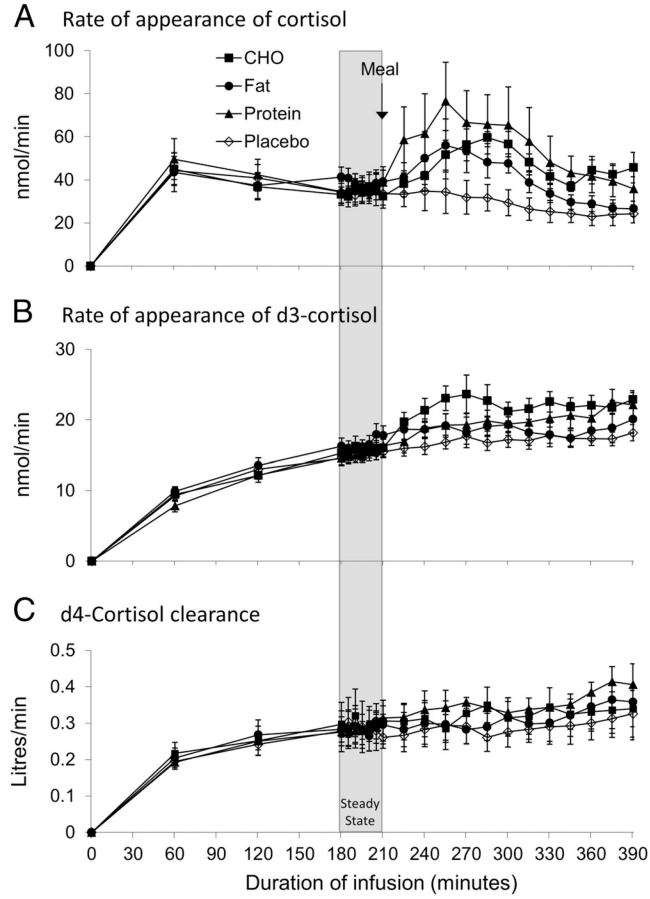 A Rate of appearance of cortisol
100
80
60
40
20
0
nmol/min
CHO
Fat
Protein
Placebo
Meal
B Rate of appearance of d3-cortisol
30
20
10
0
nmol/min
C d4-Cortisol clearance
0.5
0.4
0.3
0.2
0.1
0
Litres/min
Steady
State
0 30 60 90 120 150 180 210 240 270 300 330 360 390
Duration of infusion (minutes)